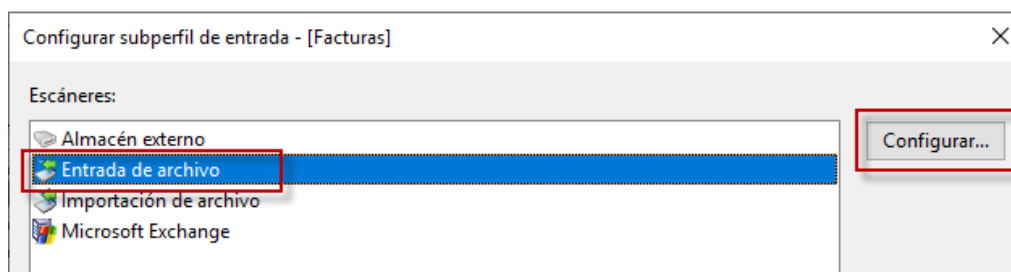 Configurar subperfil de entrada - [Facturas]
Escáneres:
Almacén externo
Configurar...
Entrada de archivo
Importación de archivo
Microsoft Exchange